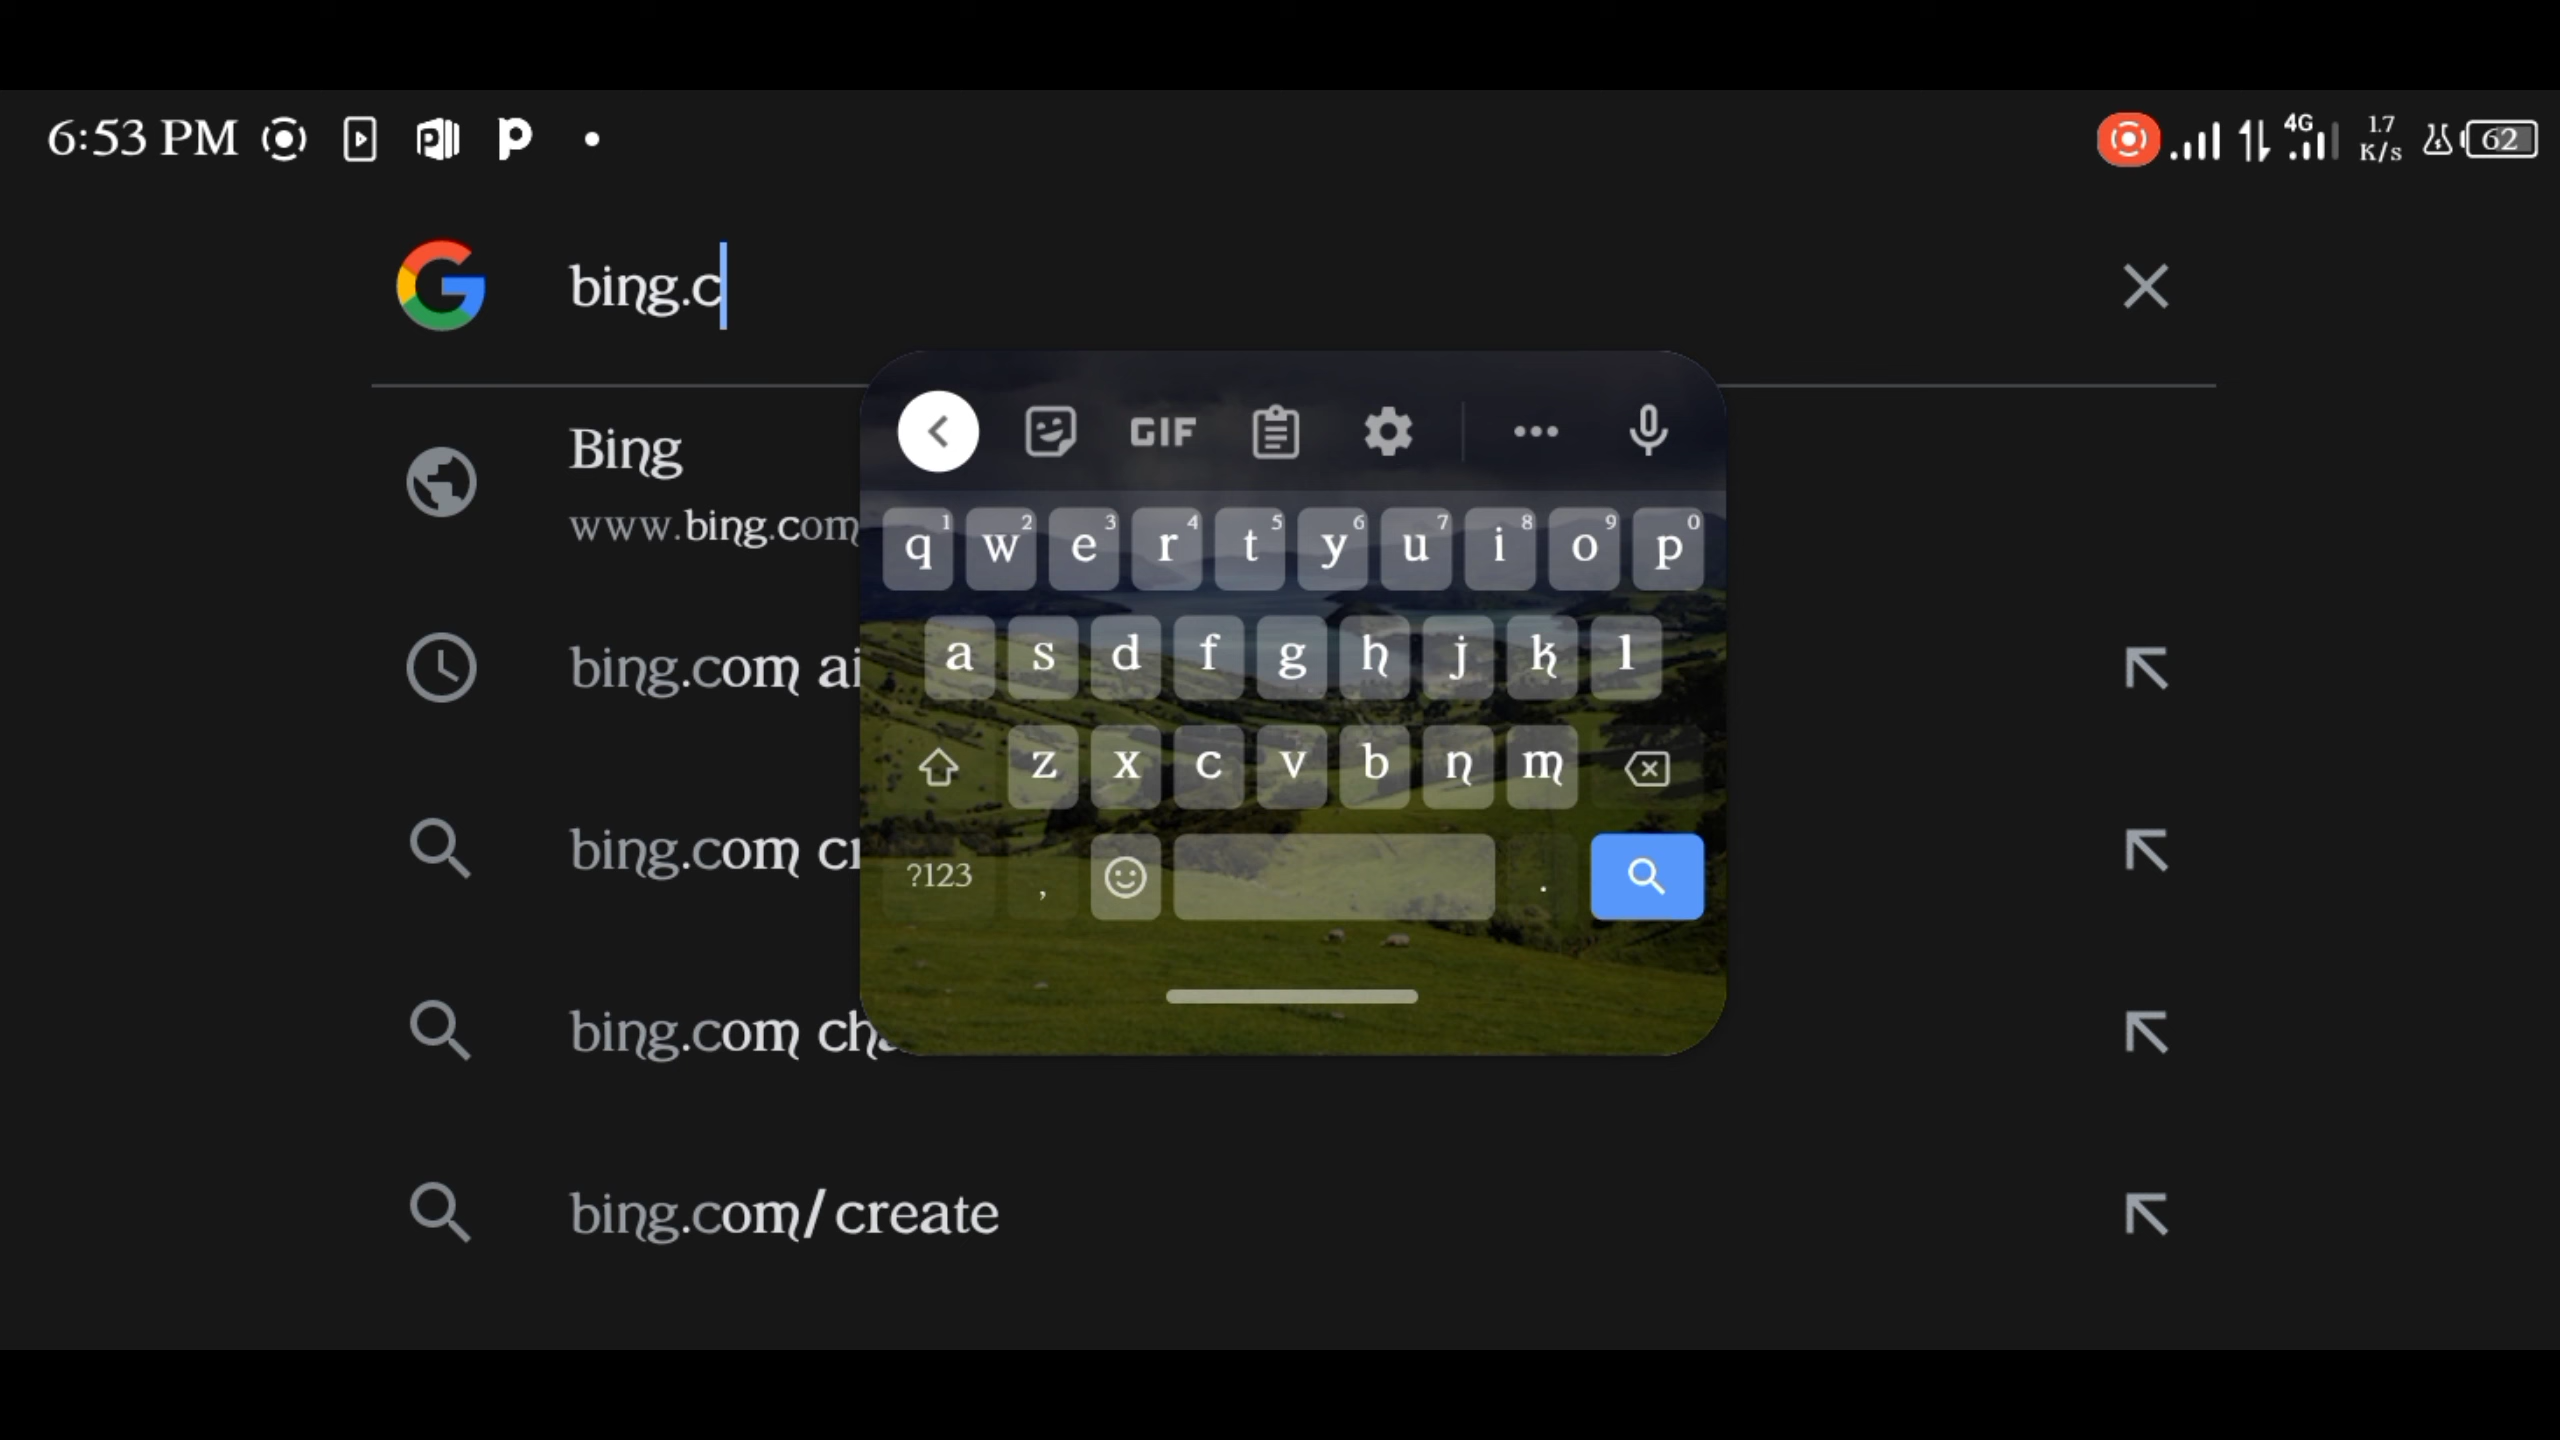 6:53 PM
4G
1.7
K/s
62
bing.c
Bing
www.bing.com
bing.com ai
bing.com
bing.com
bing.com/create
GIF
1 2 3 4 5 6 7 8 9 0
q w e r t y u i o p
a s d f g h j k l
z x c v b n m
?123 , .